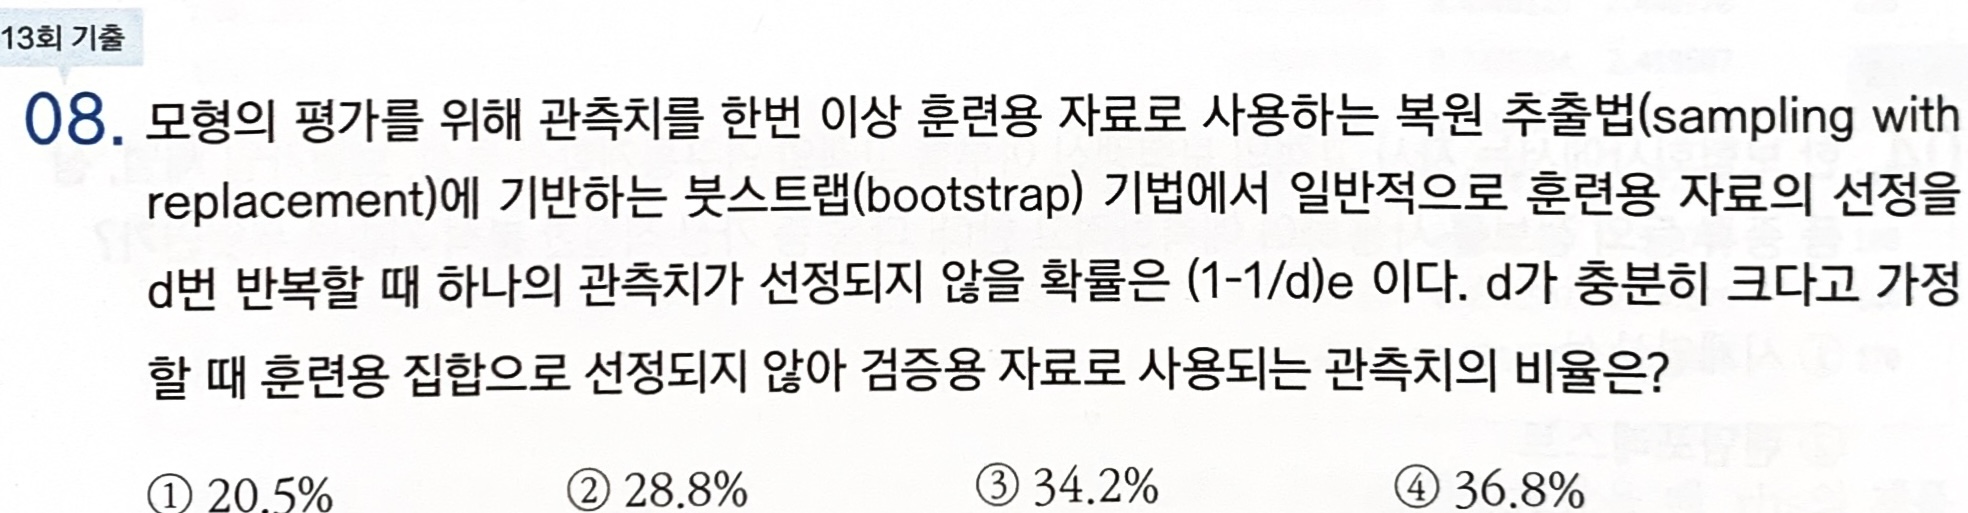 13회 기출
08. 모형의 평가를 위해 관측치를 한번 이상 훈련용 자료로 사용하는 복원 추출법(sampling with
replacement)에 기반하는 붓스트랩(bootstrap) 기법에서 일반적으로 훈련용 자료의 선정을
d번 반복할 때 하나의 관측치가 선정되지 않을 확률은 (1-1/d)e 이다. d가 충분히 크다고 가정
할 때 훈련용 집합으로 선정되지 않아 검증용 자료로 사용되는 관측치의 비율은?
① 20.5% ② 28.8% ③ 34.2% ④ 36.8%